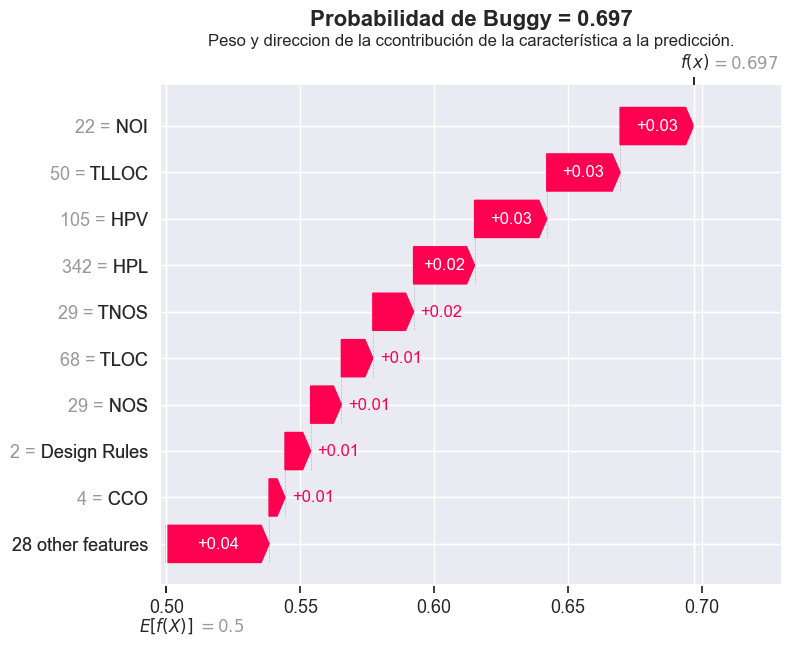 Probabilidad de Buggy = 0.697
Peso y direccion de la ccontribución de la característica a la predicción.
f(x) = 0.697
22 = NOI
+0.03
50 = TLLOC
+0.03
105 = HPV
+0.03
342 = HPL
+0.02
29 = TNOS
+0.02
68 = TLOC
+0.01
29 = NOS
+0.01
2 = Design Rules
+0.01
4 = CCO
+0.01
28 other features
+0.04
0.50 0.55 0.60 0.65 0.70
E[f(X)] = 0.5